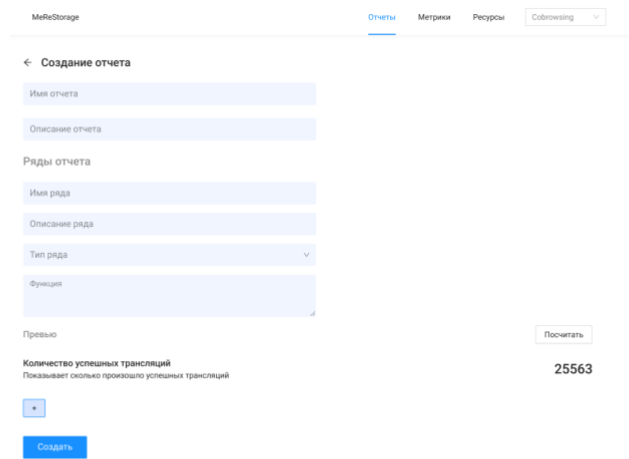 MeReStorage
Отчеты
Метрики
Ресурсы
Cobrowsing
Создание отчета
Имя отчета
Описание отчета
Ряды отчета
Имя ряда
Описание ряда
Тип ряда
Функция
Превью
Посчитать
Количество успешных трансляций
Показывает сколько произошло успешных трансляций
25563
+
Создать